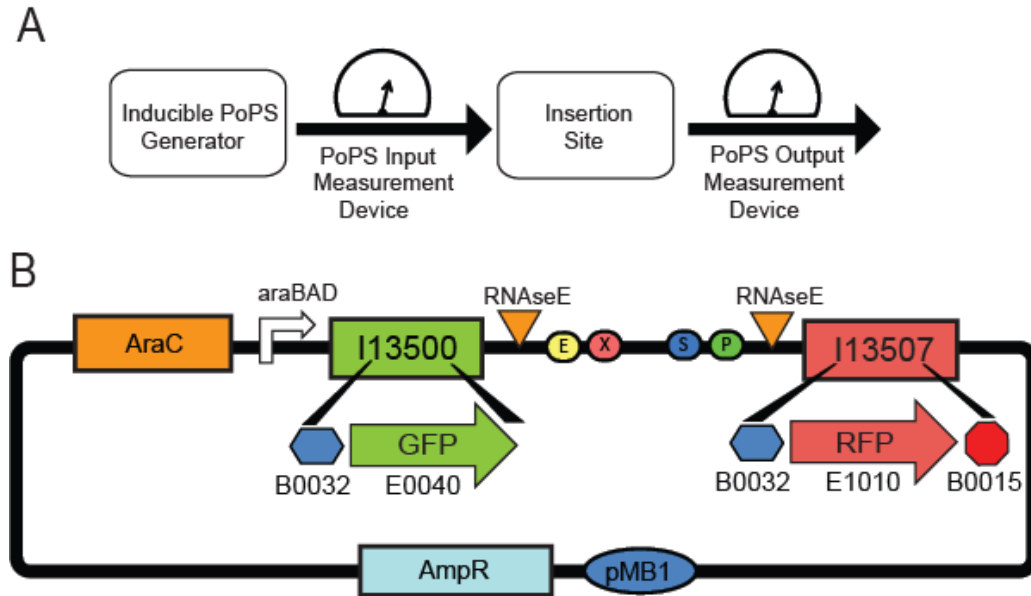 A
Inducible PoPS
Generator
PoPS Input
Measurement
Device
Insertion
Site
PoPS Output
Measurement
Device
B
AraC
araBAD
I13500
RNAseE
E
X
S
P
RNAseE
I13507
GFP
B0032
E0040
RFP
B0032
E1010
B0015
AmpR
pMB1